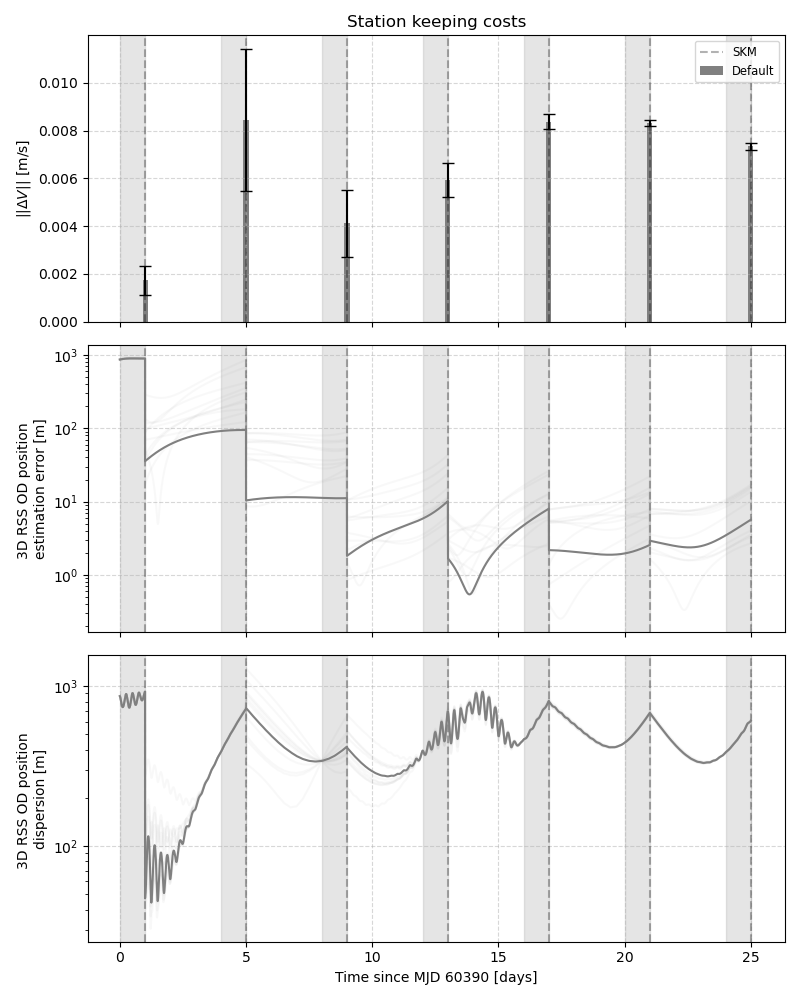 Station keeping costs
||ΔV|| [m/s]
0.010
0.008
0.006
0.004
0.002
0.000
SKM
Default
3D RSS OD position
estimation error [m]
10³
10²
10¹
10⁰
3D RSS OD position
dispersion [m]
10³
10²
0 5 10 15 20 25
Time since MJD 60390 [days]